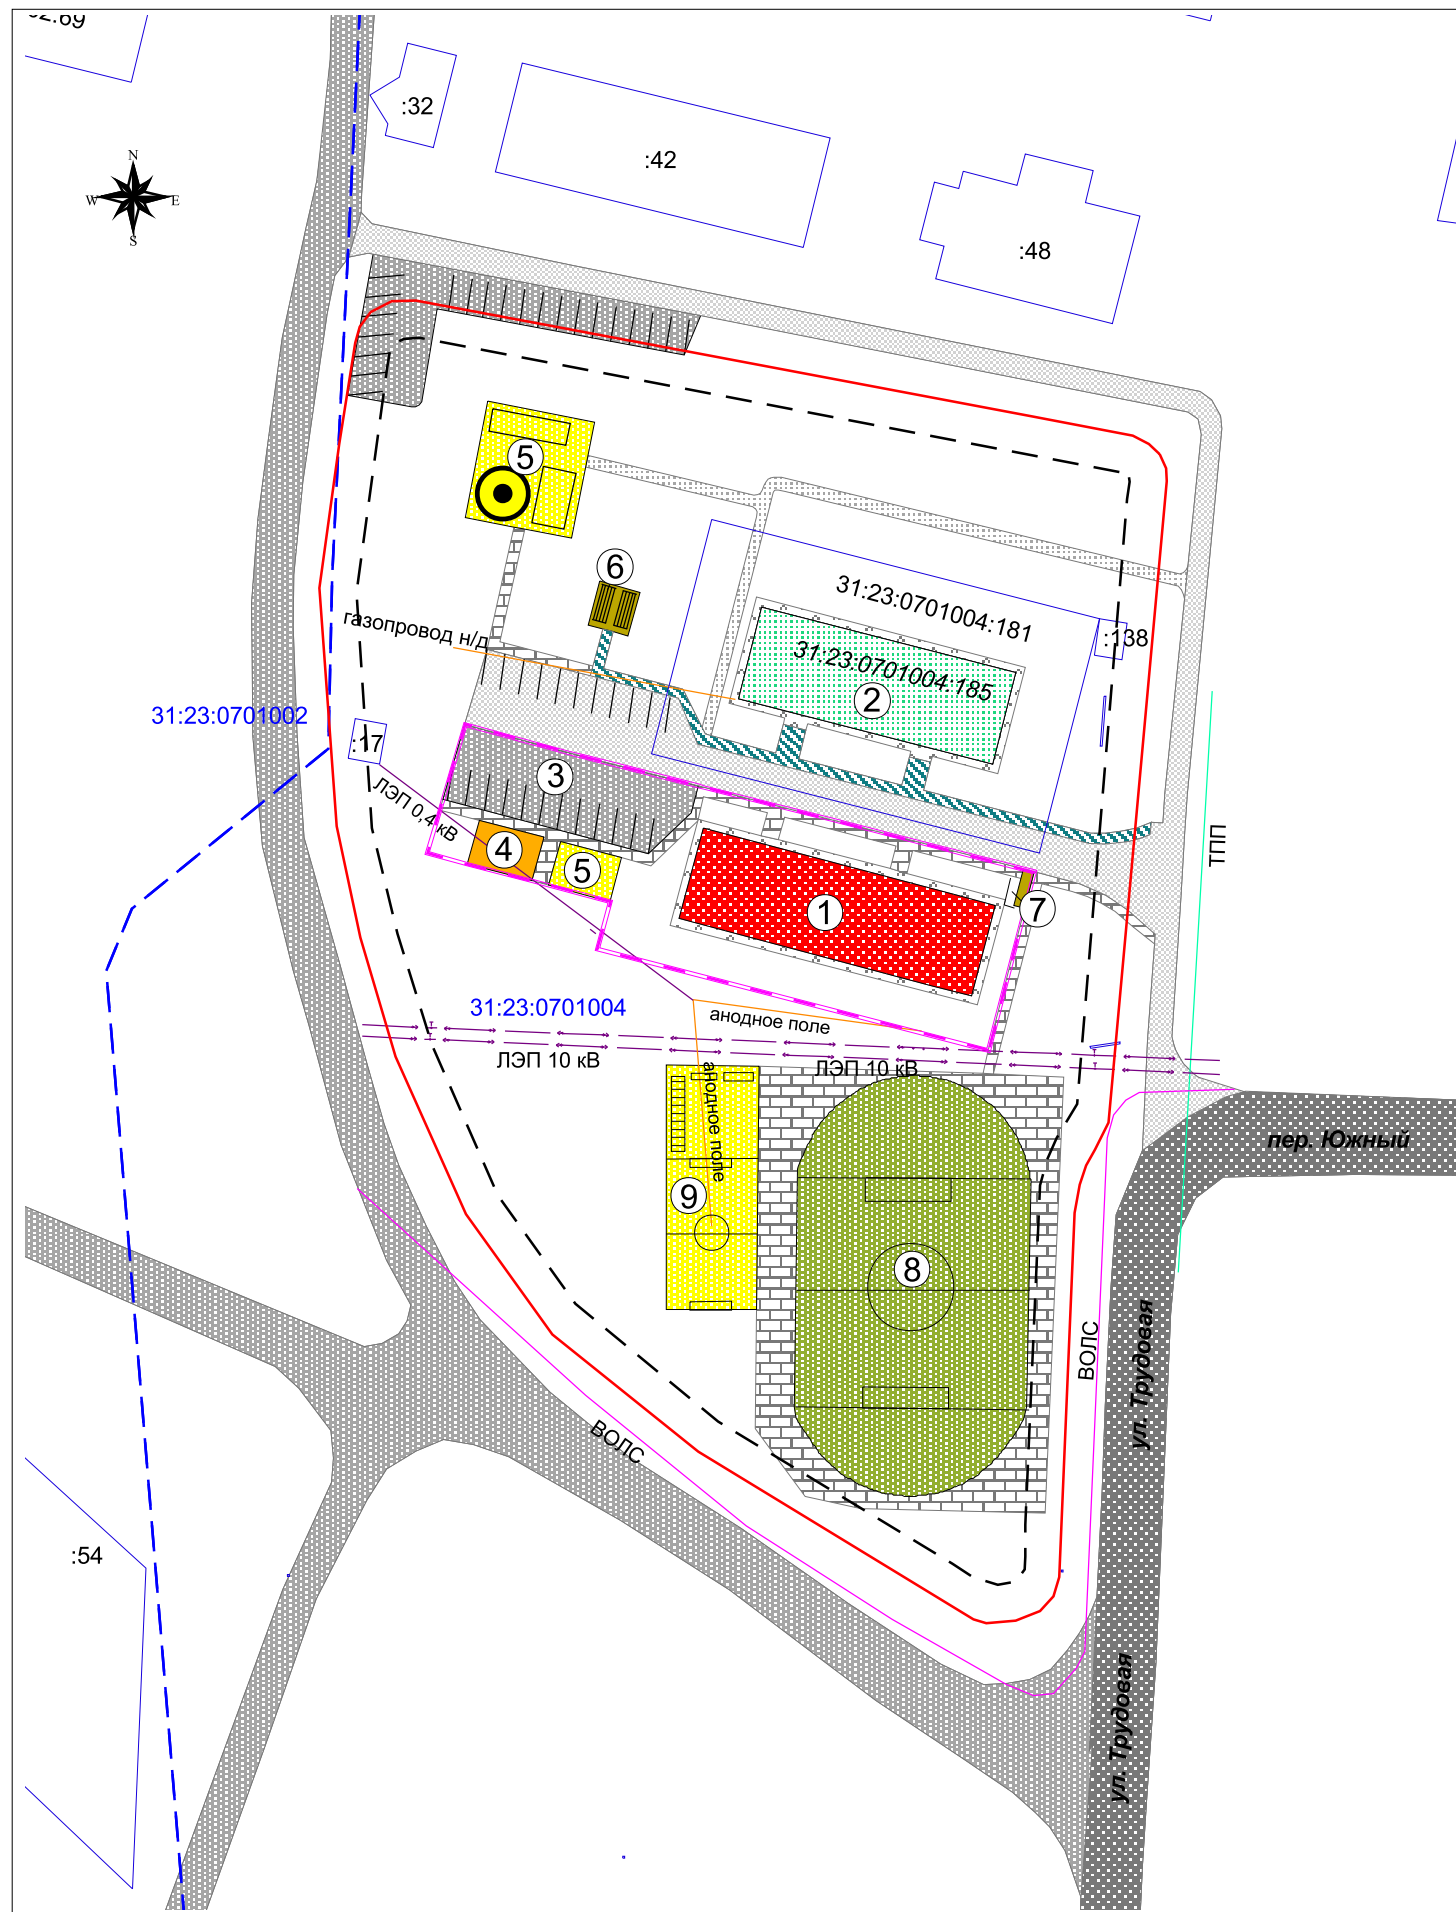 :32
:42
:48
N
W
E
S
5
6
31:23:0701004:181
:138
газопровод н/д
31:23:0701004:185
2
31:23:0701002
:17
3
ЛЭП 0,4 кВ
ТПП
4
5
1
7
31:23:0701004
анодное поле
ЛЭП 10 кВ
ЛЭП 10 кВ
анодное поле
пер. Южный
9
8
ВОЛС
ул. Трудовая
ВОЛС
:54
ул. Трудовая